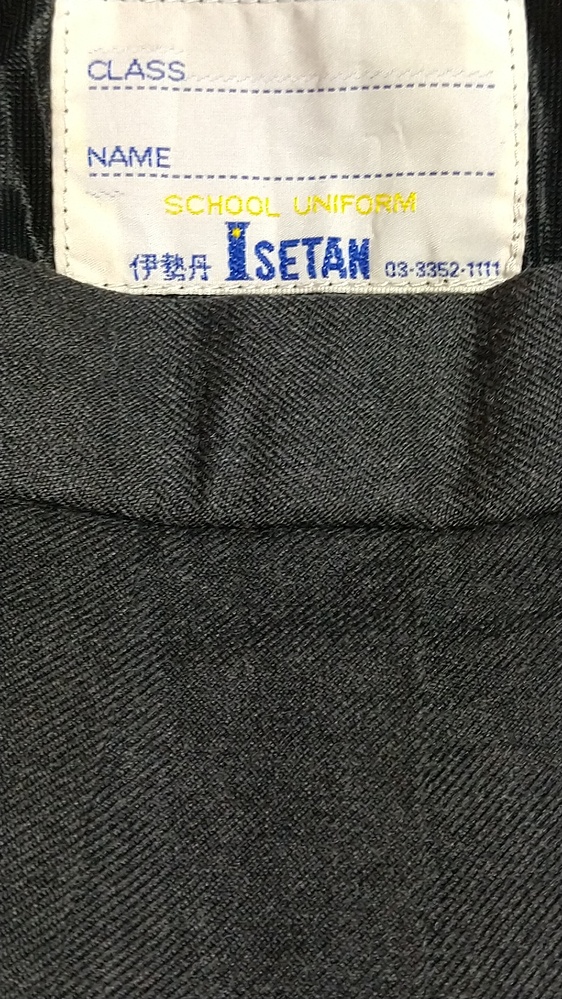 CLASS
NAME
SCHOOL UNIFORM
伊勢丹 ISETAN 03-3352-1111